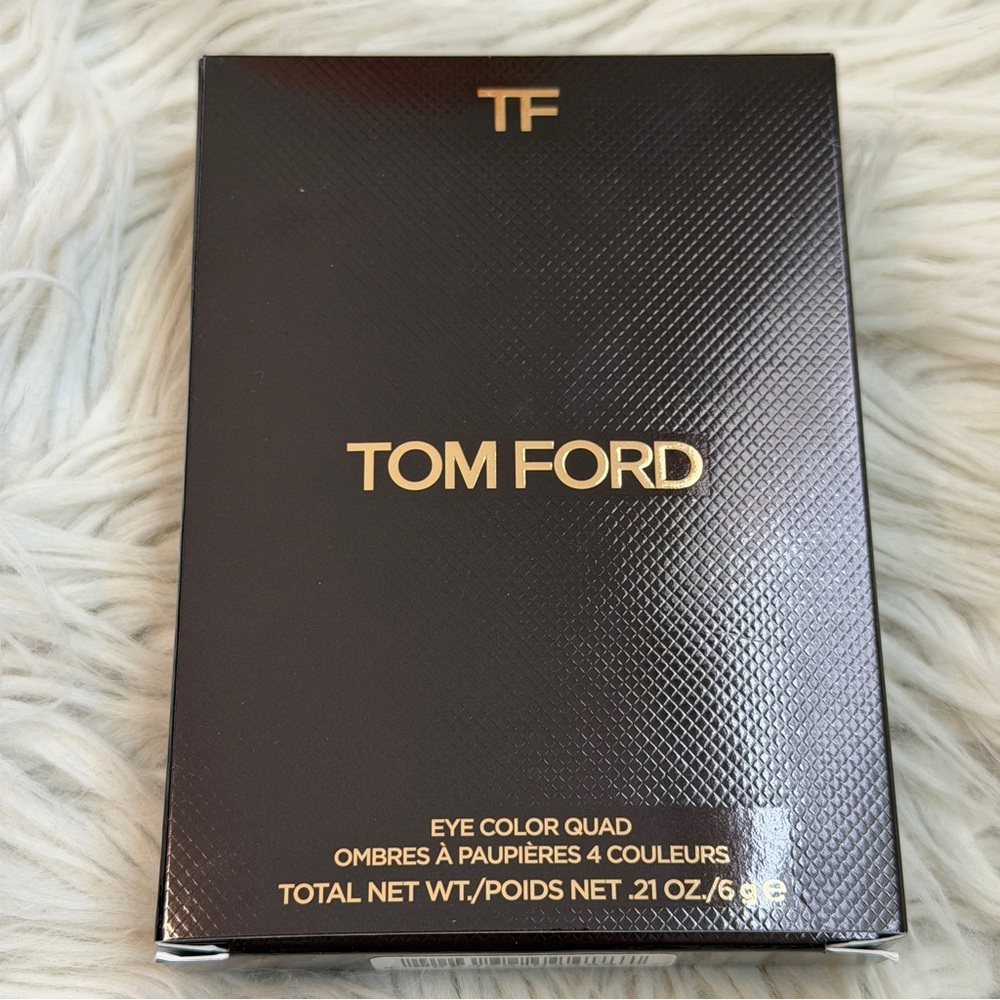 TF
TOM FORD
EYE COLOR QUAD
OMBRES À PAUPIÈRES 4 COULEURS
TOTAL NET WT./POIDS NET .21 OZ./6 g e